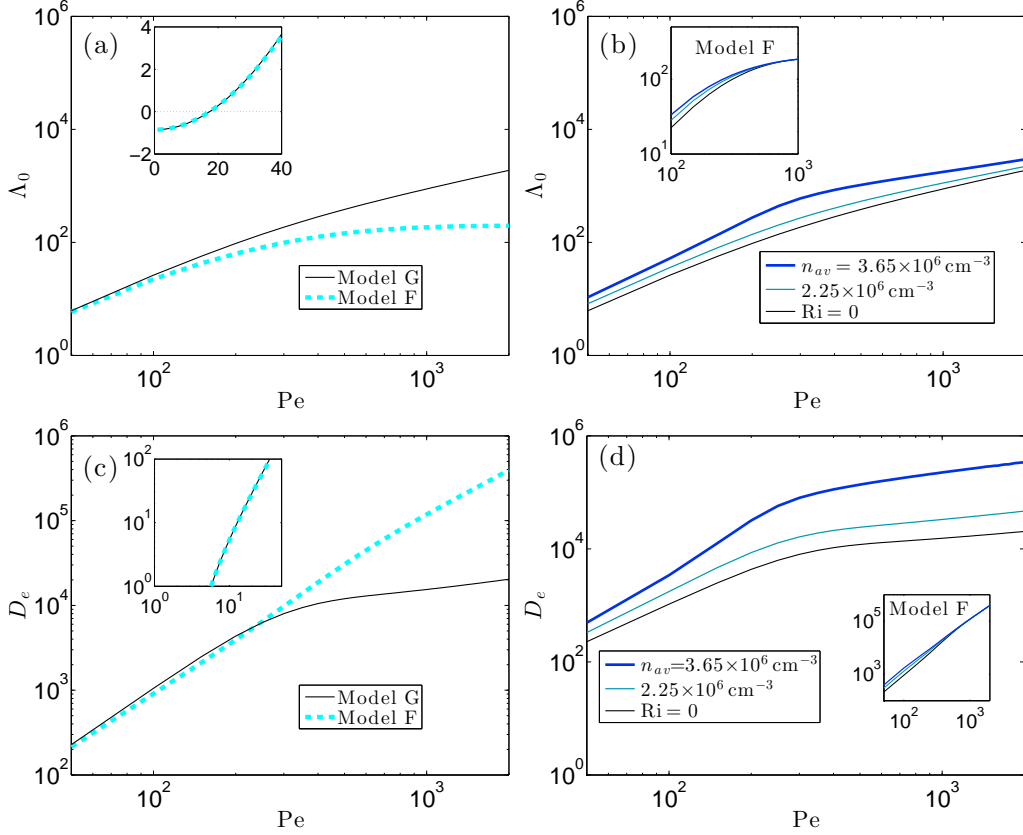 (a)
10^6
10^4
10^2
10^0
Λ_0
4
2
0
−2
0
20
40
Model G
Model F
10^2
10^3
Pe
(b)
10^6
10^4
10^2
10^0
Λ_0
Model F
10^2
10^1
10^2
10^3
n_{av} = 3.65×10^6 cm^{−3}
2.25×10^6 cm^{−3}
Ri = 0
10^2
10^3
Pe
(c)
10^6
10^5
10^4
10^3
10^2
D_e
10^2
10^1
10^0
10^0
10^1
Model G
Model F
10^2
10^3
Pe
(d)
10^6
10^4
10^2
10^0
D_e
Model F
10^5
10^3
10^2
10^3
n_{av}=3.65×10^6 cm^{−3}
2.25×10^6 cm^{−3}
Ri = 0
10^2
10^3
Pe